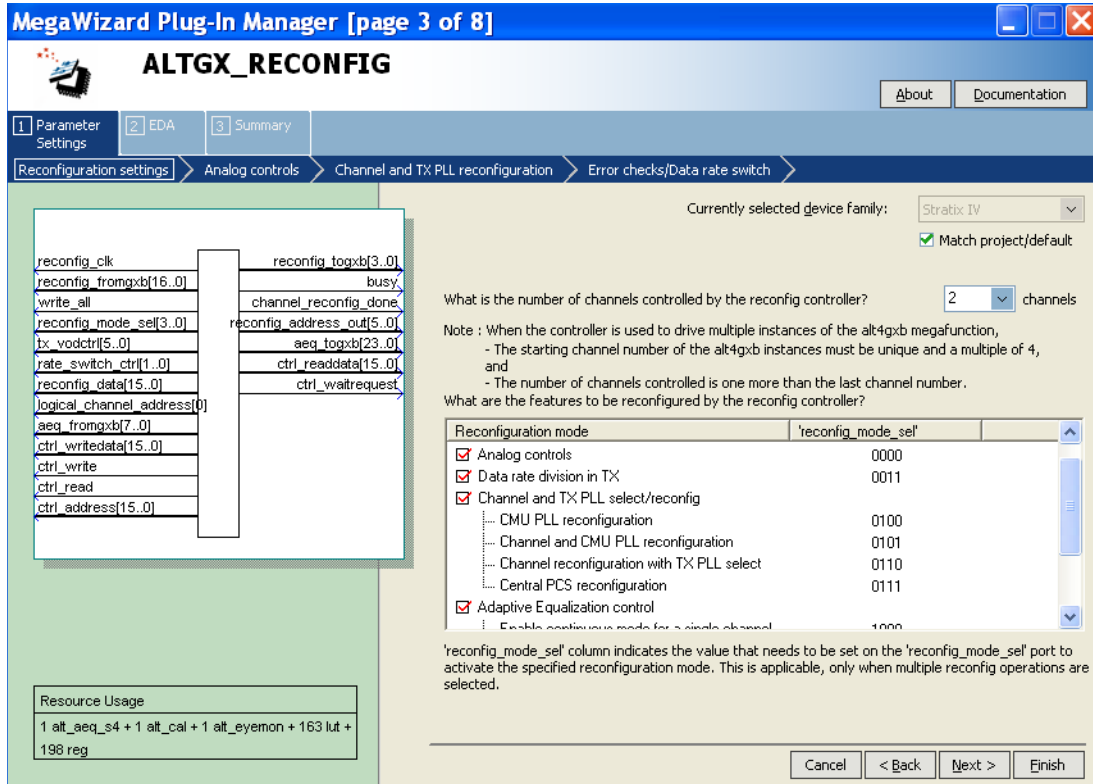 MegaWizard Plug-In Manager [page 3 of 8]
ALTGX_RECONFIG
About
Documentation
1 Parameter Settings
2 EDA
3 Summary
Reconfiguration settings
Analog controls
Channel and TX PLL reconfiguration
Error checks/Data rate switch
reconfig_clk
reconfig_fromgxb[16..0]
write_all
reconfig_mode_sel[3..0]
tx_vodctrl[5..0]
rate_switch_ctrl[1..0]
reconfig_data[15..0]
logical_channel_address[0]
aeq_fromgxb[7..0]
ctrl_writedata[15..0]
ctrl_write
ctrl_read
ctrl_address[15..0]
reconfig_togxb[3..0]
busy
channel_reconfig_done
reconfig_address_out[5..0]
aeq_togxb[23..0]
ctrl_readdata[15..0]
ctrl_waitrequest
Resource Usage
1 alt_aeq_s4 + 1 alt_cal + 1 alt_eyemon + 163 lut +
198 reg
Currently selected device family:
Stratix IV
Match project/default
What is the number of channels controlled by the reconfig controller?
2
channels
Note : When the controller is used to drive multiple instances of the alt4gxb megafunction,
- The starting channel number of the alt4gxb instances must be unique and a multiple of 4,
and
- The number of channels controlled is one more than the last channel number.
What are the features to be reconfigured by the reconfig controller?
Reconfiguration mode 'reconfig_mode_sel'
Analog controls 0000
Data rate division in TX 0011
Channel and TX PLL select/reconfig
CMU PLL reconfiguration 0100
Channel and CMU PLL reconfiguration 0101
Channel reconfiguration with TX PLL select 0110
Central PCS reconfiguration 0111
Adaptive Equalization control
Enable continuous mode for a single channel 1000
'reconfig_mode_sel' column indicates the value that needs to be set on the 'reconfig_mode_sel' port to
activate the specified reconfiguration mode. This is applicable, only when multiple reconfig operations are
selected.
Cancel
< Back
Next >
Finish